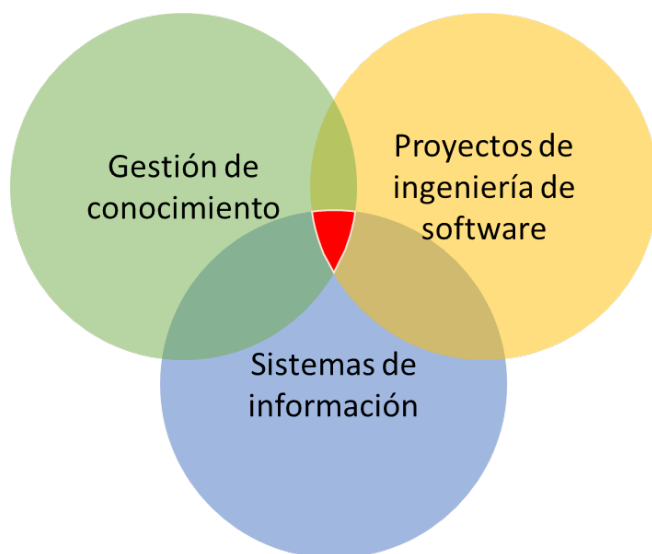 Gestión de
conocimiento
Proyectos de
ingeniería de
software
Sistemas de
información